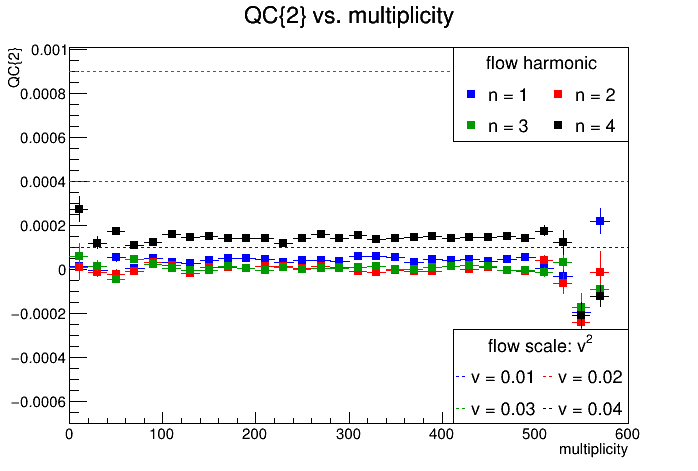 QC{2} vs. multiplicity
QC{2}
0.001
0.0008
0.0006
0.0004
0.0002
0
−0.0002
−0.0004
−0.0006
0 100 200 300 400 500 600
multiplicity
flow harmonic
n = 1 n = 2
n = 3 n = 4
flow scale: v²
v = 0.01 v = 0.02
v = 0.03 v = 0.04